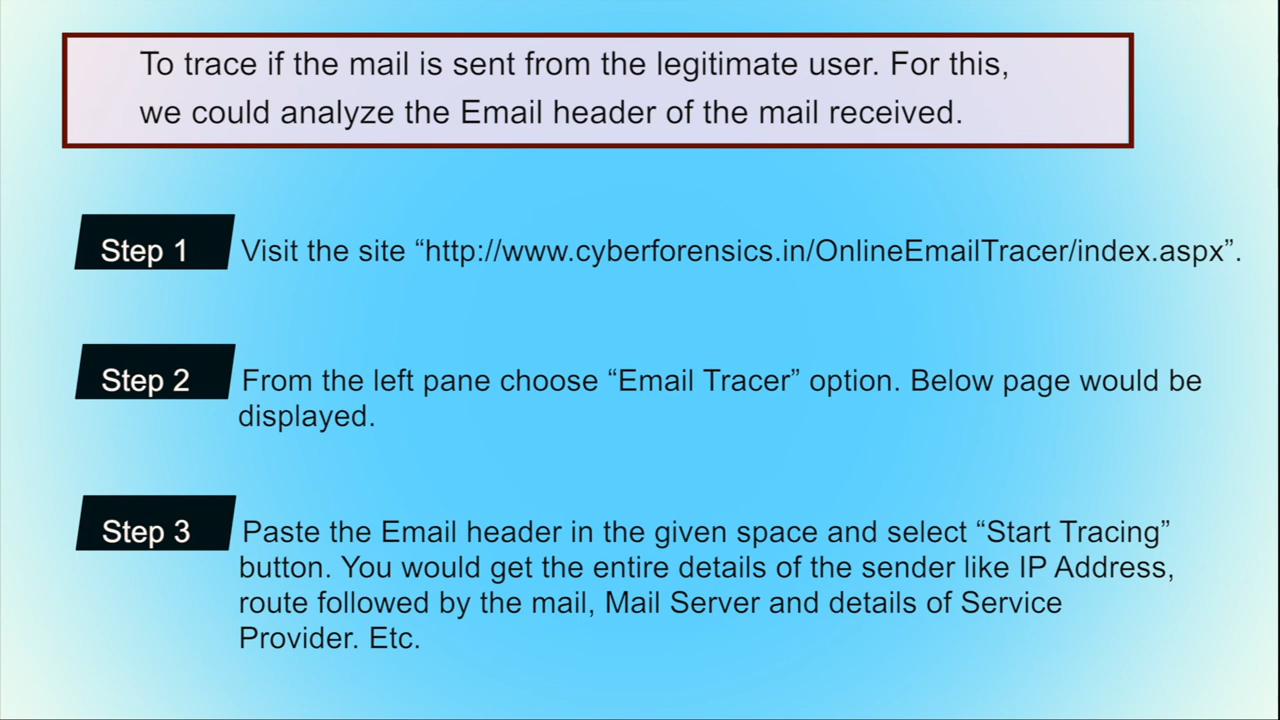 To trace if the mail is sent from the legitimate user. For this,
we could analyze the Email header of the mail received.
Step 1 Visit the site “http://www.cyberforensics.in/OnlineEmailTracer/index.aspx”.
Step 2 From the left pane choose “Email Tracer” option. Below page would be
displayed.
Step 3 Paste the Email header in the given space and select “Start Tracing”
button. You would get the entire details of the sender like IP Address,
route followed by the mail, Mail Server and details of Service
Provider. Etc.